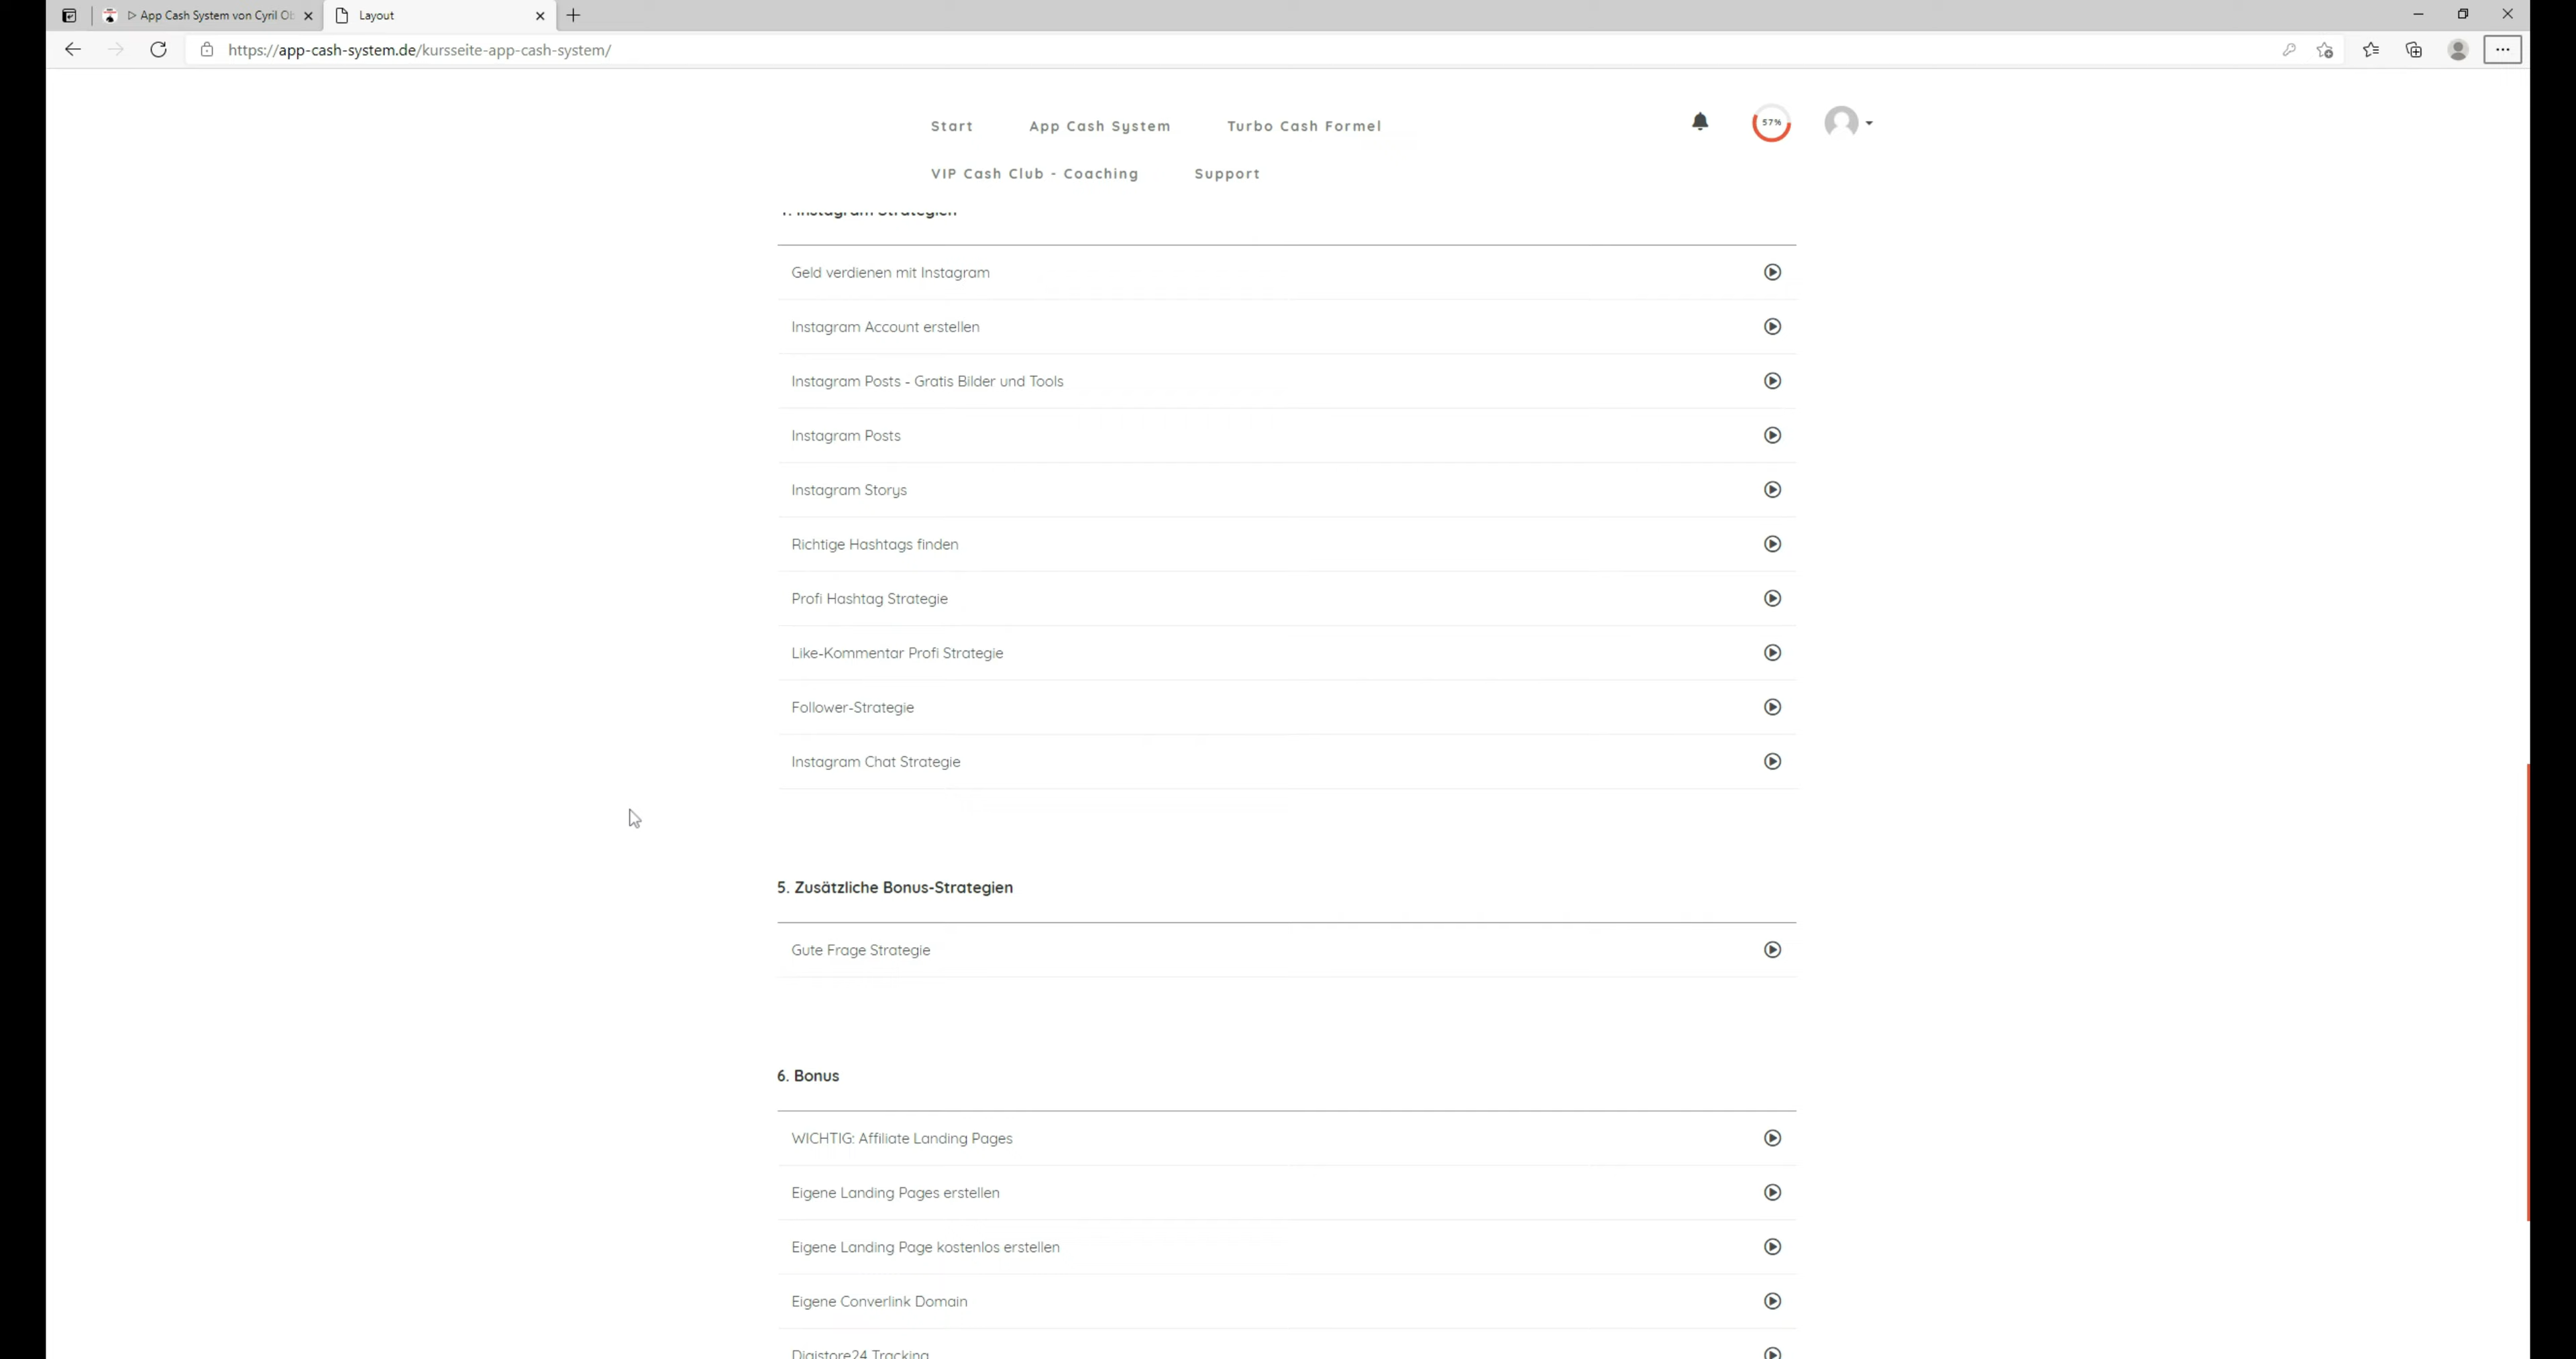 App Cash System von Cyril Ob
Layout
https://app-cash-system.de/kursseite-app-cash-system/
Start App Cash System Turbo Cash Formel
57%
VIP Cash Club - Coaching Support
Instagram Strategien
Geld verdienen mit Instagram
Instagram Account erstellen
Instagram Posts - Gratis Bilder und Tools
Instagram Posts
Instagram Storys
Richtige Hashtags finden
Profi Hashtag Strategie
Like-Kommentar Profi Strategie
Follower-Strategie
Instagram Chat Strategie
5. Zusätzliche Bonus-Strategien
Gute Frage Strategie
6. Bonus
WICHTIG: Affiliate Landing Pages
Eigene Landing Pages erstellen
Eigene Landing Page kostenlos erstellen
Eigene Converlink Domain
Digistore24 Tracking